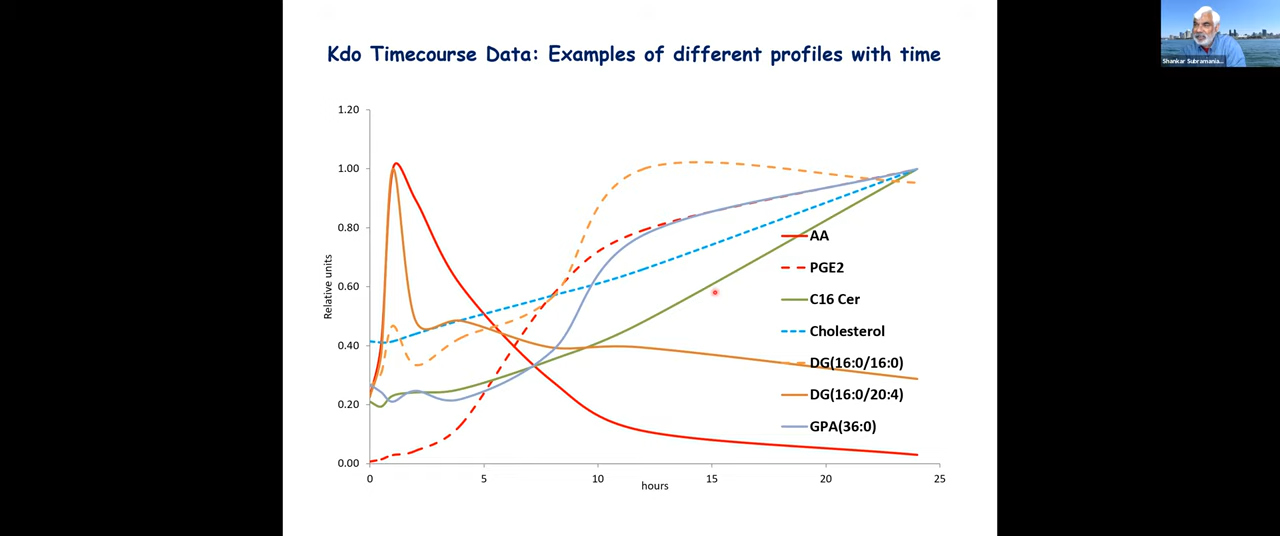 Kdo Timecourse Data: Examples of different profiles with time
Shankar Subramania...
1.20
1.00
0.80
0.60
0.40
0.20
0.00
Relative units
0 5 10 15 20 25
hours
AA
PGE2
C16 Cer
Cholesterol
DG(16:0/16:0)
DG(16:0/20:4)
GPA(36:0)